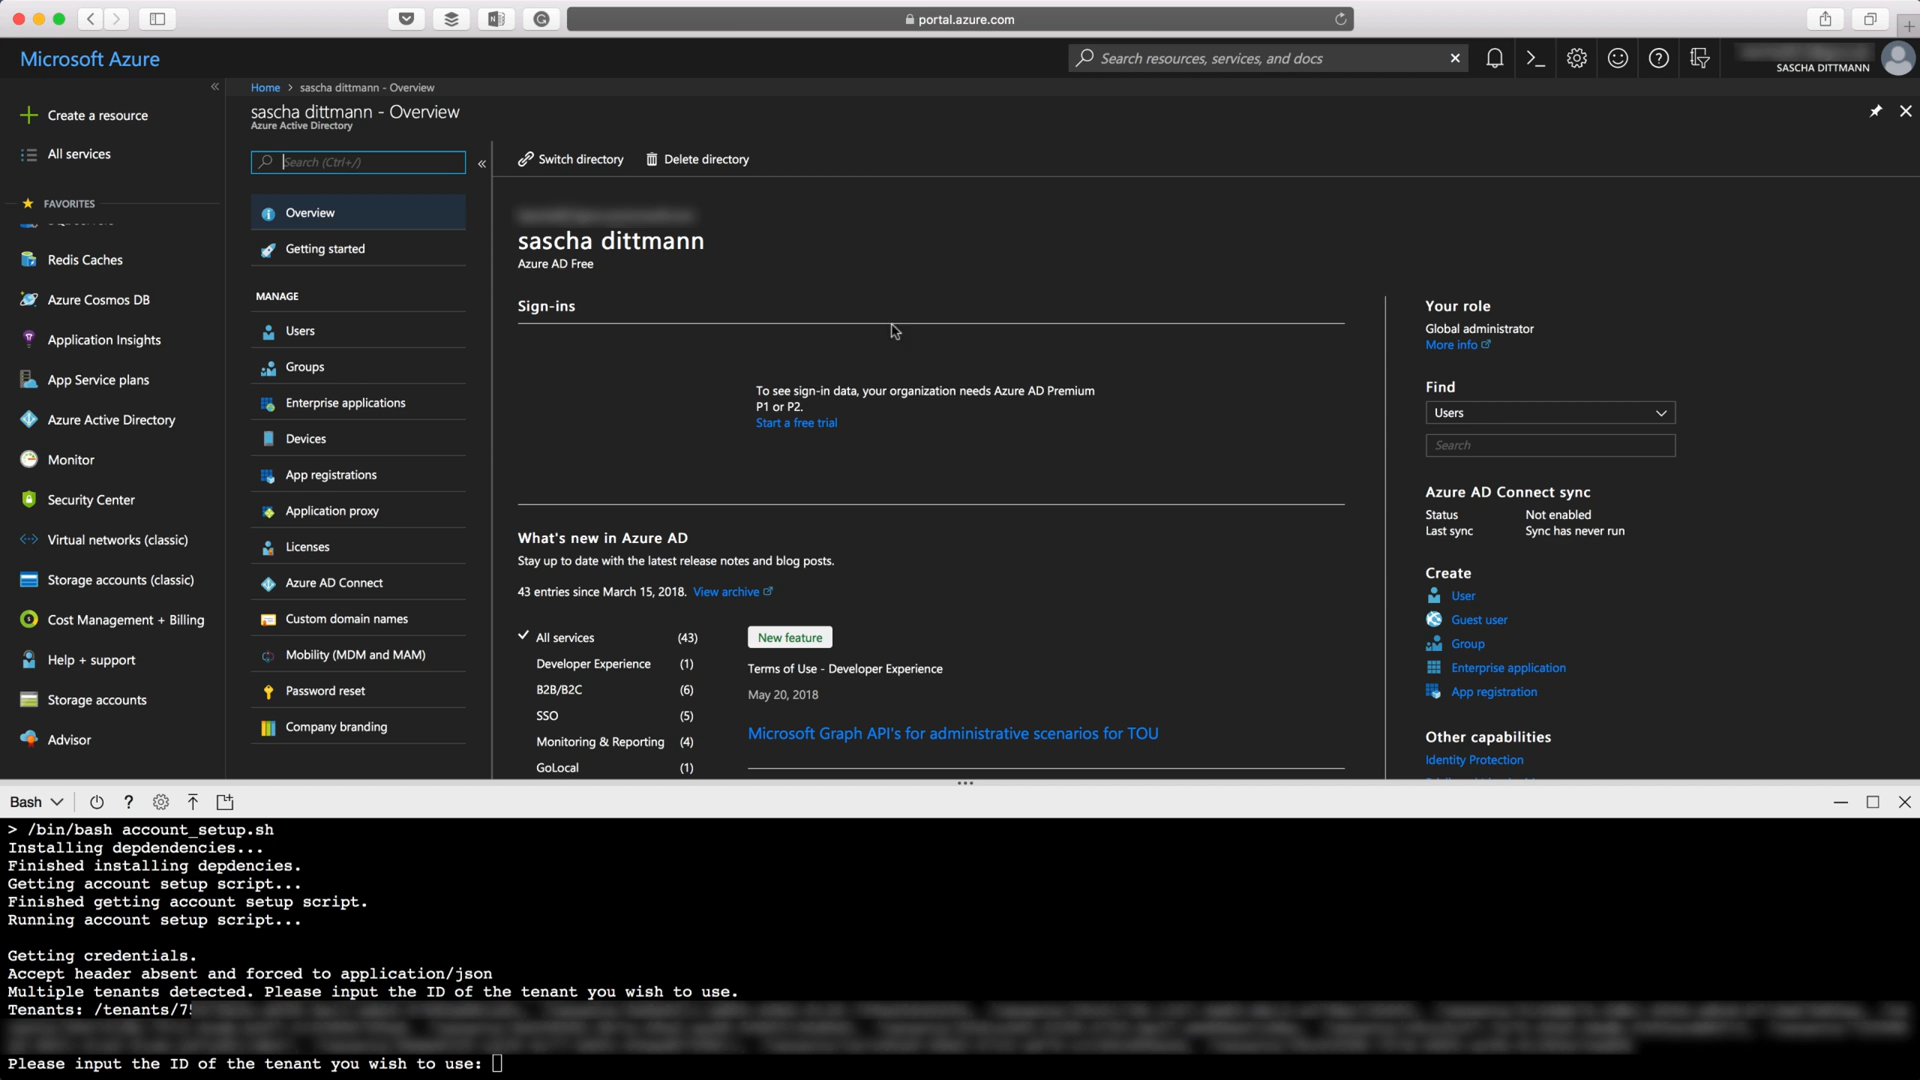 portal.azure.com
Microsoft Azure
Search resources, services, and docs
SASCHA DITTMANN
Create a resource
All services
FAVORITES
Redis Caches
Azure Cosmos DB
Application Insights
App Service plans
Azure Active Directory
Monitor
Security Center
Virtual networks (classic)
Storage accounts (classic)
Cost Management + Billing
Help + support
Storage accounts
Advisor
Home > sascha dittmann - Overview
sascha dittmann - Overview
Azure Active Directory
Search (Ctrl+/)
Overview
Getting started
MANAGE
Users
Groups
Enterprise applications
Devices
App registrations
Application proxy
Licenses
Azure AD Connect
Custom domain names
Mobility (MDM and MAM)
Password reset
Company branding
Switch directory
Delete directory
sascha dittmann
Azure AD Free
Sign-ins
To see sign-in data, your organization needs Azure AD Premium
P1 or P2.
Start a free trial
What's new in Azure AD
Stay up to date with the latest release notes and blog posts.
43 entries since March 15, 2018. View archive
All services (43)
Developer Experience (1)
B2B/B2C (6)
SSO (5)
Monitoring & Reporting (4)
GoLocal (1)
New feature
Terms of Use - Developer Experience
May 20, 2018
Microsoft Graph API's for administrative scenarios for TOU
Your role
Global administrator
More info
Find
Users
Search
Azure AD Connect sync
Status Not enabled
Last sync Sync has never run
Create
User
Guest user
Group
Enterprise application
App registration
Other capabilities
Identity Protection
Bash
> /bin/bash account_setup.sh
Installing depdendencies...
Finished installing depdencies.
Getting account setup script...
Finished getting account setup script.
Running account setup script...
Getting credentials.
Accept header absent and forced to application/json
Multiple tenants detected. Please input the ID of the tenant you wish to use.
Tenants: /tenants/7
Please input the ID of the tenant you wish to use: